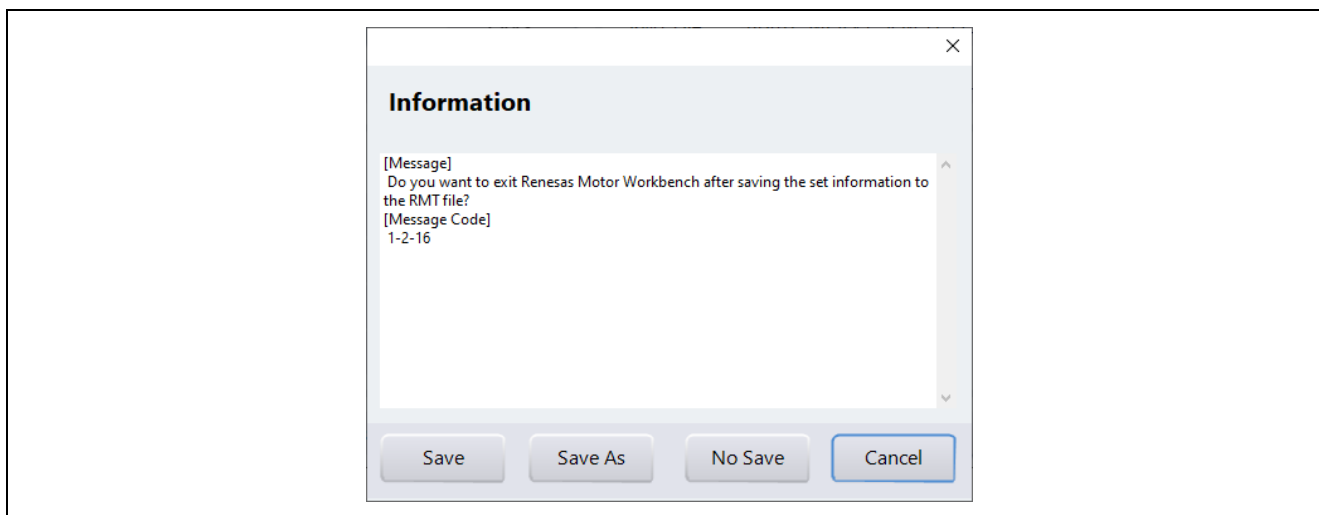 Information
[Message]
Do you want to exit Renesas Motor Workbench after saving the set information to
the RMT file?
[Message Code]
1-2-16
Save Save As No Save Cancel